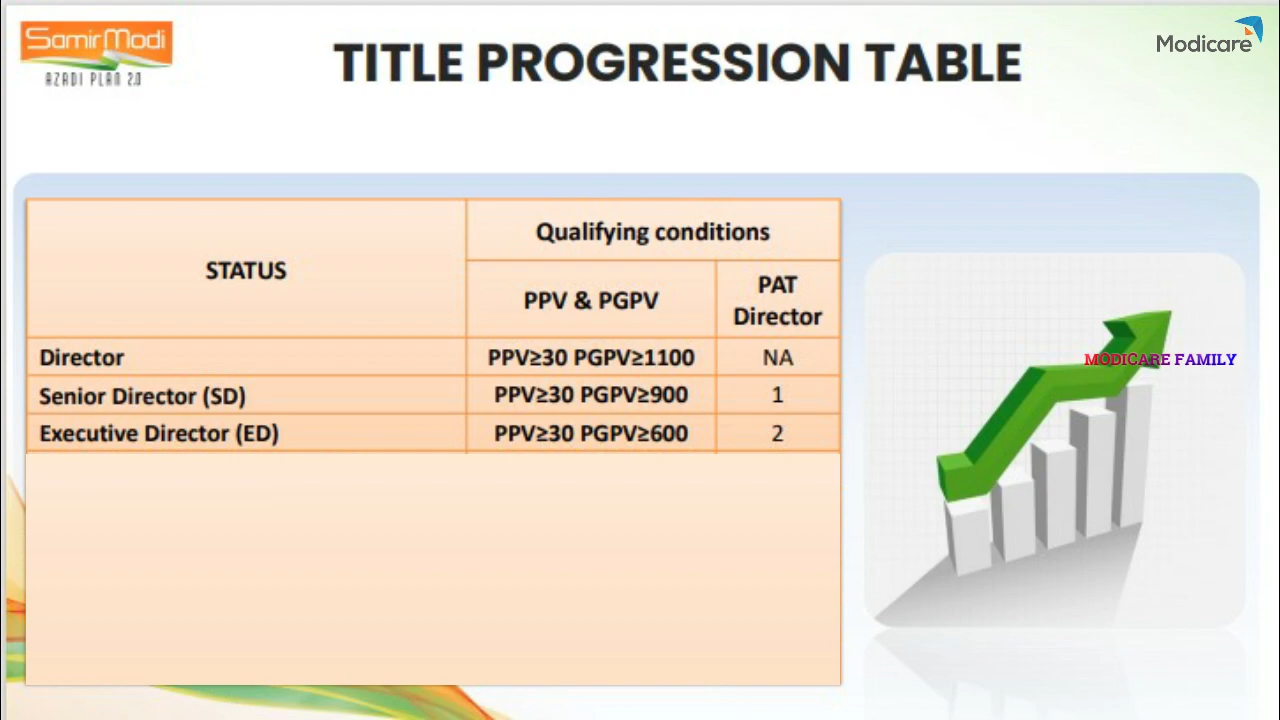 SamirModi
AZADI PLAN 2.0
TITLE PROGRESSION TABLE
Modicare
STATUS
Qualifying conditions
PPV & PGPV
PAT
Director
Director PPV≥30 PGPV≥1100 NA
Senior Director (SD) PPV≥30 PGPV≥900 1
Executive Director (ED) PPV≥30 PGPV≥600 2
MODICARE FAMILY